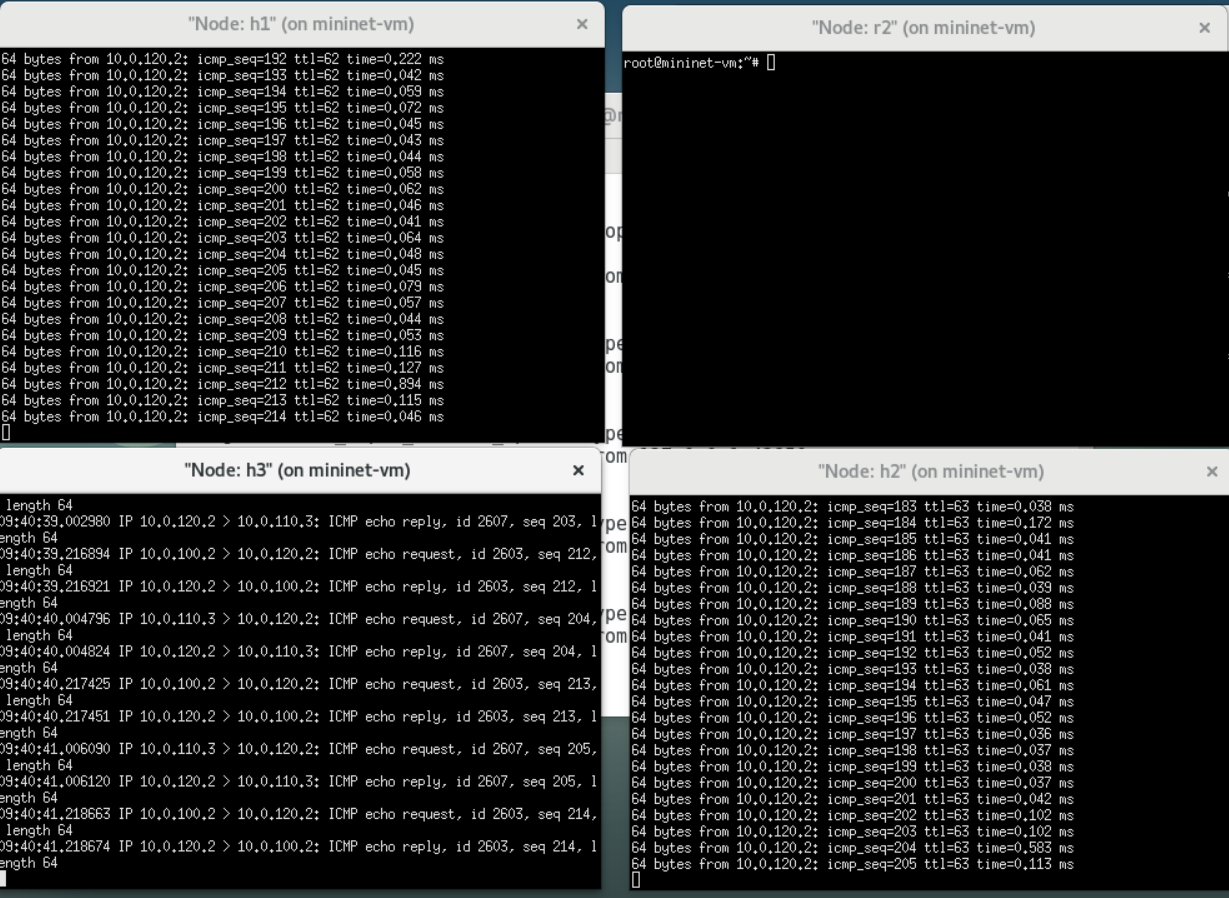 "Node: h1" (on mininet-vm)
64 bytes from 10.0.120.2: icmp_seq=192 ttl=62 time=0.222 ms
64 bytes from 10.0.120.2: icmp_seq=193 ttl=62 time=0.042 ms
64 bytes from 10.0.120.2: icmp_seq=194 ttl=62 time=0.059 ms
64 bytes from 10.0.120.2: icmp_seq=195 ttl=62 time=0.072 ms
64 bytes from 10.0.120.2: icmp_seq=196 ttl=62 time=0.045 ms
64 bytes from 10.0.120.2: icmp_seq=197 ttl=62 time=0.043 ms
64 bytes from 10.0.120.2: icmp_seq=198 ttl=62 time=0.044 ms
64 bytes from 10.0.120.2: icmp_seq=199 ttl=62 time=0.058 ms
64 bytes from 10.0.120.2: icmp_seq=200 ttl=62 time=0.062 ms
64 bytes from 10.0.120.2: icmp_seq=201 ttl=62 time=0.046 ms
64 bytes from 10.0.120.2: icmp_seq=202 ttl=62 time=0.041 ms
64 bytes from 10.0.120.2: icmp_seq=203 ttl=62 time=0.064 ms
64 bytes from 10.0.120.2: icmp_seq=204 ttl=62 time=0.048 ms
64 bytes from 10.0.120.2: icmp_seq=205 ttl=62 time=0.045 ms
64 bytes from 10.0.120.2: icmp_seq=206 ttl=62 time=0.079 ms
64 bytes from 10.0.120.2: icmp_seq=207 ttl=62 time=0.057 ms
64 bytes from 10.0.120.2: icmp_seq=208 ttl=62 time=0.044 ms
64 bytes from 10.0.120.2: icmp_seq=209 ttl=62 time=0.053 ms
64 bytes from 10.0.120.2: icmp_seq=210 ttl=62 time=0.116 ms
64 bytes from 10.0.120.2: icmp_seq=211 ttl=62 time=0.127 ms
64 bytes from 10.0.120.2: icmp_seq=212 ttl=62 time=0.894 ms
64 bytes from 10.0.120.2: icmp_seq=213 ttl=62 time=0.115 ms
64 bytes from 10.0.120.2: icmp_seq=214 ttl=62 time=0.046 ms
"Node: r2" (on mininet-vm)
root@mininet-vm:~#
"Node: h3" (on mininet-vm)
length 64
09:40:39.002980 IP 10.0.120.2 > 10.0.110.3: ICMP echo reply, id 2607, seq 203, l
ength 64
09:40:39.216894 IP 10.0.100.2 > 10.0.120.2: ICMP echo request, id 2603, seq 212,
length 64
09:40:39.216921 IP 10.0.120.2 > 10.0.100.2: ICMP echo reply, id 2603, seq 212, l
ength 64
09:40:40.004796 IP 10.0.110.3 > 10.0.120.2: ICMP echo request, id 2607, seq 204,
length 64
09:40:40.004824 IP 10.0.120.2 > 10.0.110.3: ICMP echo reply, id 2607, seq 204, l
ength 64
09:40:40.217425 IP 10.0.100.2 > 10.0.120.2: ICMP echo request, id 2603, seq 213,
length 64
09:40:40.217451 IP 10.0.120.2 > 10.0.100.2: ICMP echo reply, id 2603, seq 213, l
ength 64
09:40:41.006090 IP 10.0.110.3 > 10.0.120.2: ICMP echo request, id 2607, seq 205,
length 64
09:40:41.006120 IP 10.0.120.2 > 10.0.110.3: ICMP echo reply, id 2607, seq 205, l
ength 64
09:40:41.218663 IP 10.0.100.2 > 10.0.120.2: ICMP echo request, id 2603, seq 214,
length 64
09:40:41.218674 IP 10.0.120.2 > 10.0.100.2: ICMP echo reply, id 2603, seq 214, l
ength 64
"Node: h2" (on mininet-vm)
64 bytes from 10.0.120.2: icmp_seq=183 ttl=63 time=0.038 ms
64 bytes from 10.0.120.2: icmp_seq=184 ttl=63 time=0.172 ms
64 bytes from 10.0.120.2: icmp_seq=185 ttl=63 time=0.041 ms
64 bytes from 10.0.120.2: icmp_seq=186 ttl=63 time=0.041 ms
64 bytes from 10.0.120.2: icmp_seq=187 ttl=63 time=0.062 ms
64 bytes from 10.0.120.2: icmp_seq=188 ttl=63 time=0.039 ms
64 bytes from 10.0.120.2: icmp_seq=189 ttl=63 time=0.088 ms
64 bytes from 10.0.120.2: icmp_seq=190 ttl=63 time=0.065 ms
64 bytes from 10.0.120.2: icmp_seq=191 ttl=63 time=0.041 ms
64 bytes from 10.0.120.2: icmp_seq=192 ttl=63 time=0.052 ms
64 bytes from 10.0.120.2: icmp_seq=193 ttl=63 time=0.038 ms
64 bytes from 10.0.120.2: icmp_seq=194 ttl=63 time=0.061 ms
64 bytes from 10.0.120.2: icmp_seq=195 ttl=63 time=0.047 ms
64 bytes from 10.0.120.2: icmp_seq=196 ttl=63 time=0.052 ms
64 bytes from 10.0.120.2: icmp_seq=197 ttl=63 time=0.036 ms
64 bytes from 10.0.120.2: icmp_seq=198 ttl=63 time=0.037 ms
64 bytes from 10.0.120.2: icmp_seq=199 ttl=63 time=0.038 ms
64 bytes from 10.0.120.2: icmp_seq=200 ttl=63 time=0.037 ms
64 bytes from 10.0.120.2: icmp_seq=201 ttl=63 time=0.042 ms
64 bytes from 10.0.120.2: icmp_seq=202 ttl=63 time=0.102 ms
64 bytes from 10.0.120.2: icmp_seq=203 ttl=63 time=0.102 ms
64 bytes from 10.0.120.2: icmp_seq=204 ttl=63 time=0.583 ms
64 bytes from 10.0.120.2: icmp_seq=205 ttl=63 time=0.113 ms